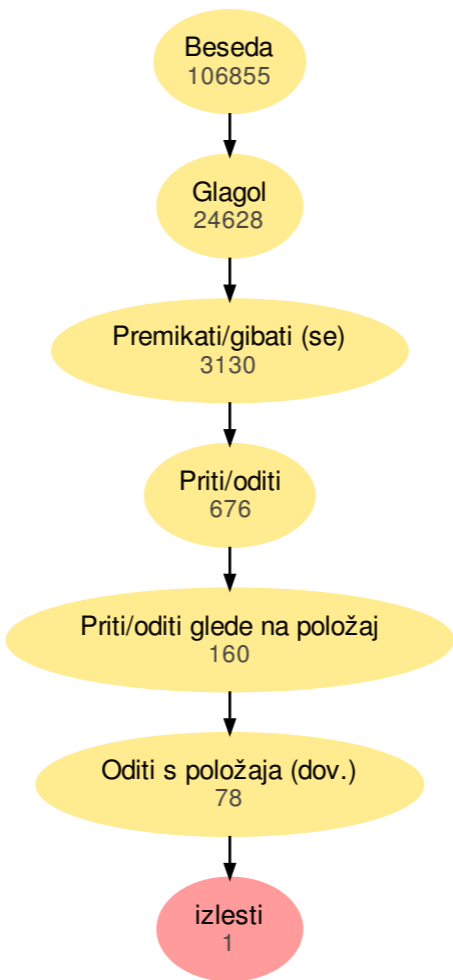 Beseda
106855
Glagol
24628
Premikati/gibati (se)
3130
Priti/oditi
676
Priti/oditi glede na položaj
160
Oditi s položaja (dov.)
78
izlesti
1